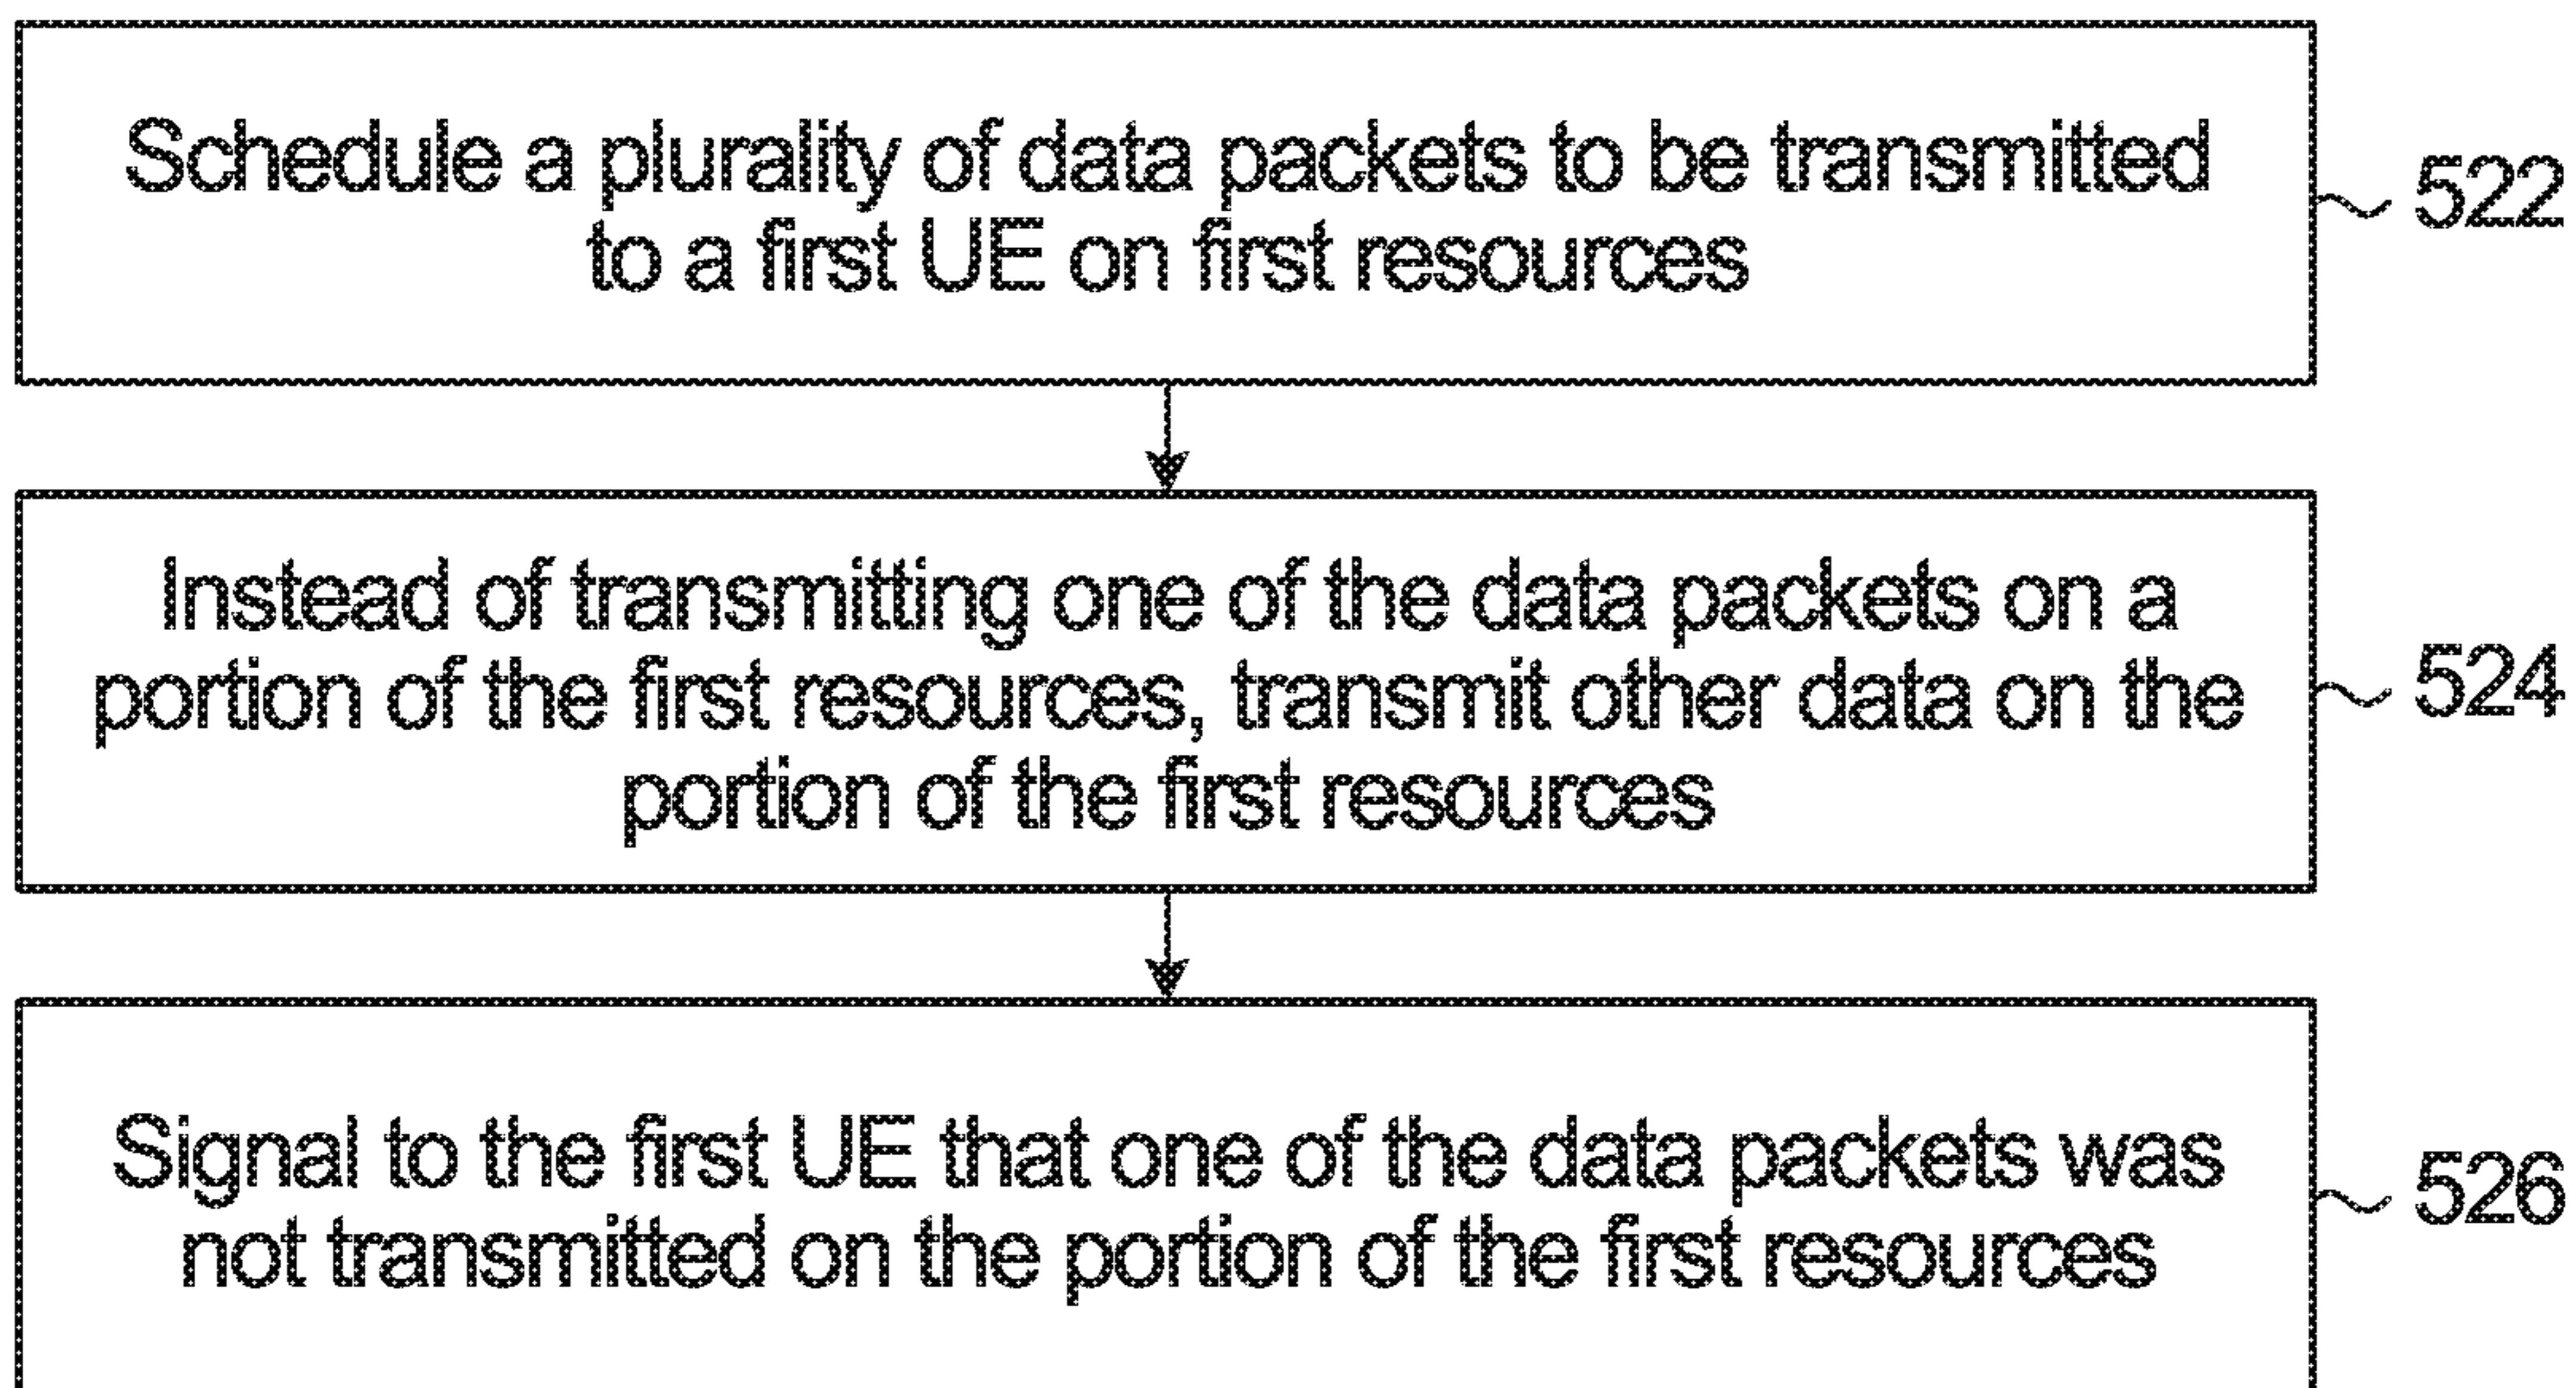 Schedule a plurality of data packets to be transmitted
to a first UE on first resources
522
Instead of transmitting one of the data packets on a
portion of the first resources, transmit other data on the
portion of the first resources
524
Signal to the first UE that one of the data packets was
not transmitted on the portion of the first resources
526